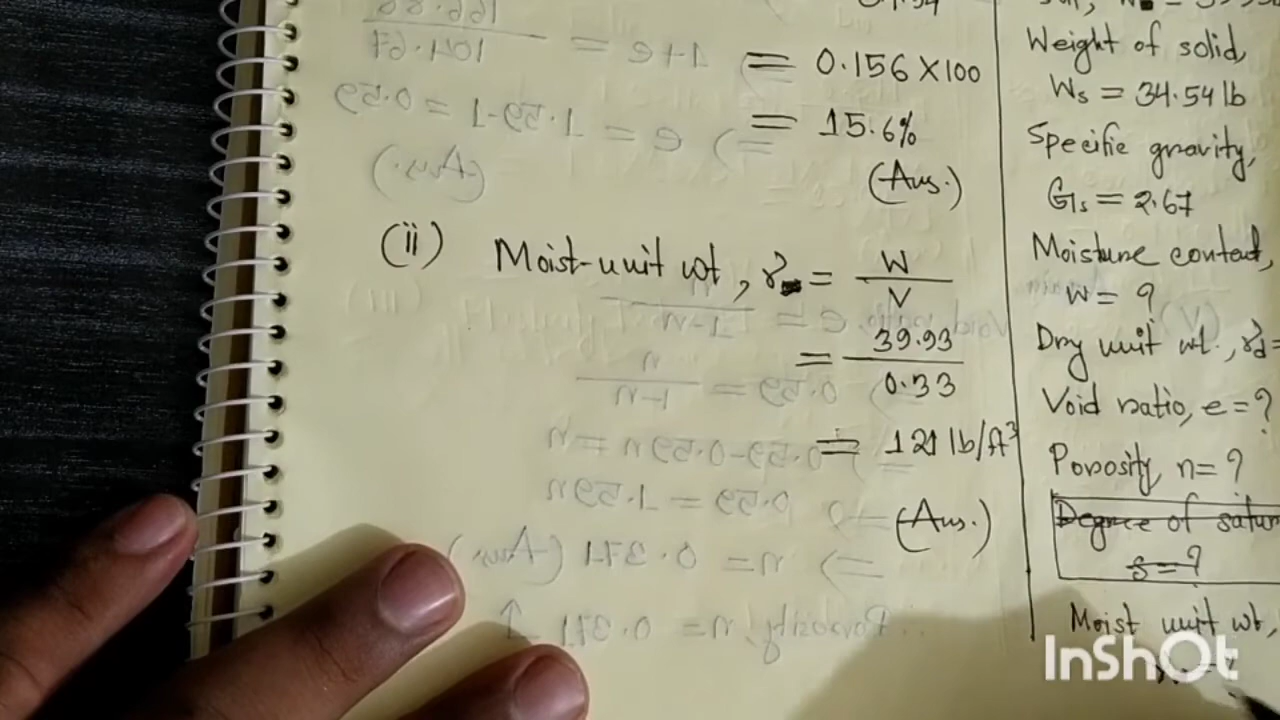 = 0.156 × 100
= 15.6%
(Ans.)
(ii) Moist unit wt, γ = W / V
= 39.93 / 0.33
= 121 lb/ft³
(Ans.)
Weight of solid,
Ws = 34.54 lb
Specific gravity,
Gs = 2.67
Moisture content,
w = ?
Dry unit wt., γd =
Void ratio, e = ?
Porosity, n = ?
Degree of satur
s = ?
Moist unit wt,
InShOt